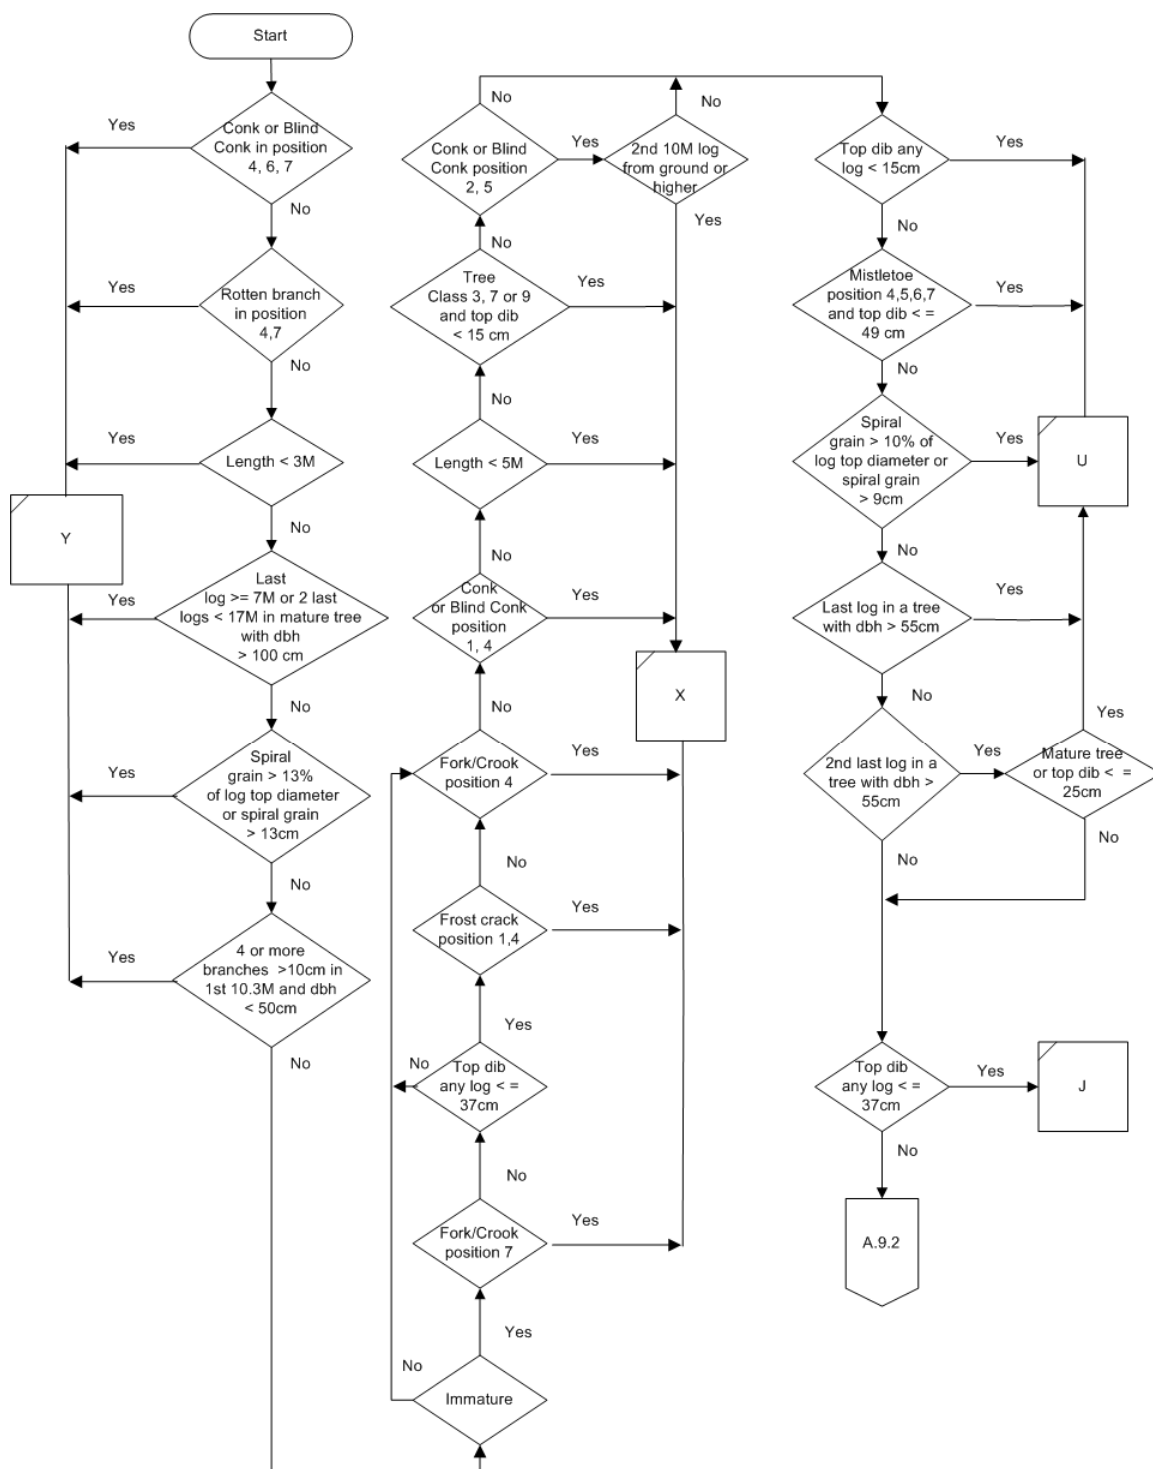 Start
Conk or Blind
Conk in position
4, 6, 7
Yes
No
Rotten branch
in position
4,7
Yes
No
Length < 3M
Yes
No
Y
Last
log >= 7M or 2 last
logs < 17M in mature tree
with dbh
> 100 cm
Yes
No
Spiral
grain > 13%
of log top diameter
or spiral grain
> 13cm
Yes
No
4 or more
branches >10cm in
1st 10.3M and dbh
< 50cm
Yes
No
No
Conk or Blind
Conk position
2, 5
Yes
No
2nd 10M log
from ground or
higher
Yes
No
Tree
Class 3, 7 or 9
and top dib
< 15 cm
Yes
No
Length < 5M
Yes
No
Conk
or Blind Conk
position
1, 4
Yes
X
No
Fork/Crook
position 4
Yes
No
Frost crack
position 1,4
Yes
Yes
No
Top dib
any log < =
37cm
No
Fork/Crook
position 7
Yes
Yes
No
Immature
Top dib any
log < 15cm
Yes
No
Mistletoe
position 4,5,6,7
and top dib < =
49 cm
Yes
No
Spiral
grain > 10% of
log top diameter or
spiral grain
> 9cm
Yes
U
No
Last log in a tree
with dbh > 55cm
Yes
No
2nd last log in a
tree with dbh >
55cm
Yes
Yes
Mature tree
or top dib < =
25cm
No
No
Top dib
any log < =
37cm
Yes
J
No
A.9.2